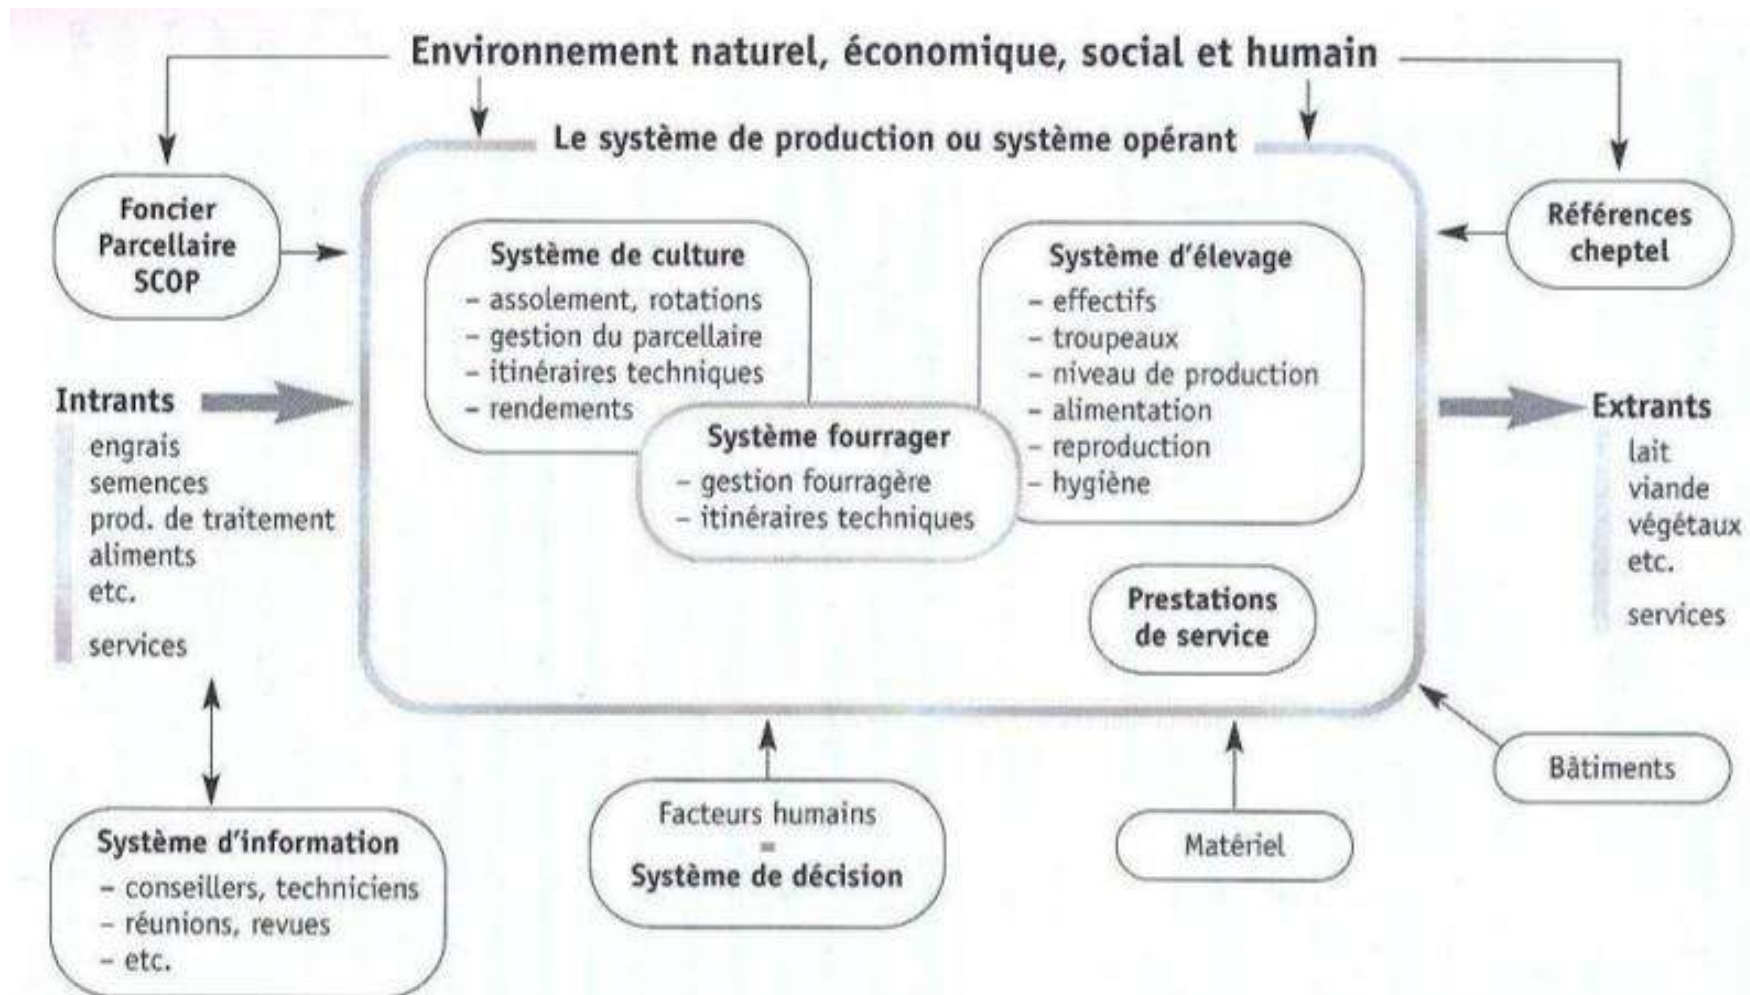 Environnement naturel, économique, social et humain
Le système de production ou système opérant
Foncier
Parcellaire
SCOP
Références
cheptel
Système de culture
– assolement, rotations
– gestion du parcellaire
– itinéraires techniques
– rendements
Système d'élevage
– effectifs
– troupeaux
– niveau de production
– alimentation
– reproduction
– hygiène
Système fourrager
– gestion fourragère
– itinéraires techniques
Prestations
de service
Intrants
engrais
semences
prod. de traitement
aliments
etc.
services
Extrants
lait
viande
végétaux
etc.
services
Système d'information
– conseillers, techniciens
– réunions, revues
– etc.
Facteurs humains
=
Système de décision
Matériel
Bâtiments